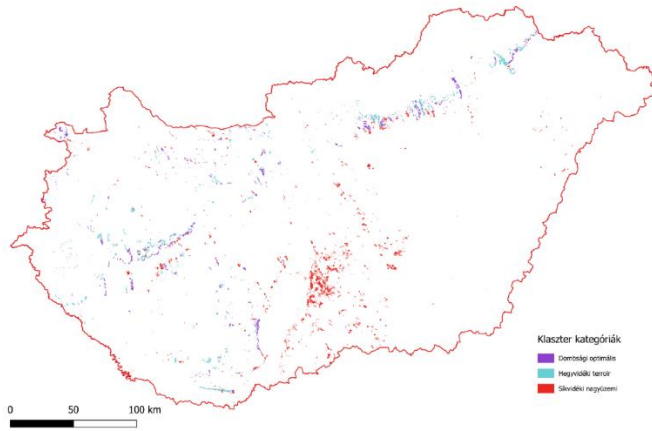 Klaszter kategóriák
Dombsági optimális
Hegyvidéki terroir
Síkvidéki nagyüzemi
0 50 100 km